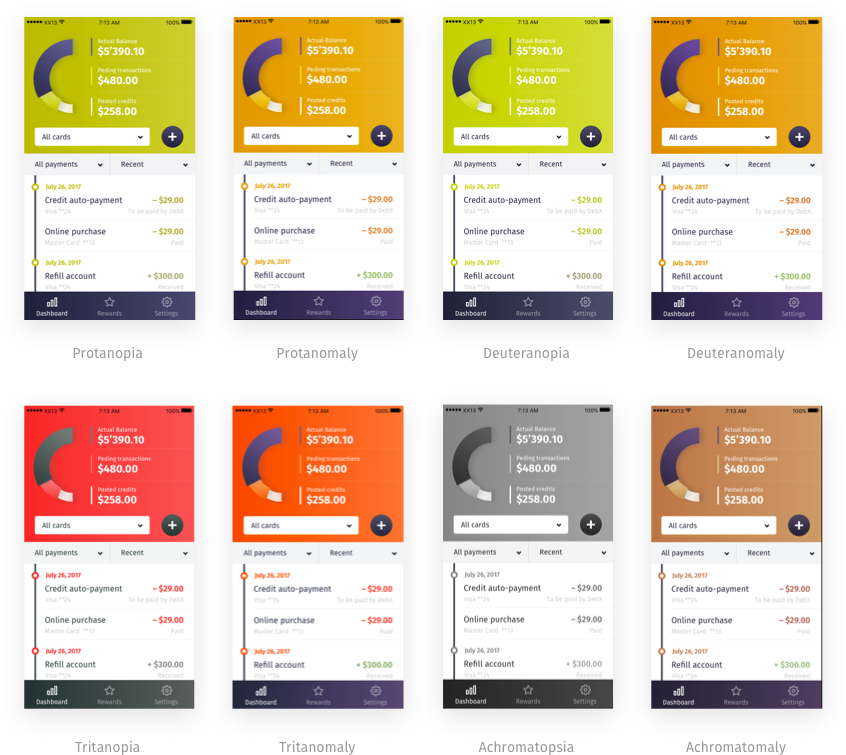 XX13 7:13 AM 100%
Actual Balance
$5'390.10
Peding transactions
$480.00
Posted credits
$258.00
All cards +
All payments Recent
July 26, 2017
Credit auto-payment – $29.00
Visa **24 To be paid by Debit
Online purchase – $29.00
Master Card **13 Paid
July 26, 2017
Refill account + $300.00
Visa **24 Received
Dashboard Rewards Settings
Protanopia
XX13 7:13 AM 100%
Actual Balance
$5'390.10
Peding transactions
$480.00
Posted credits
$258.00
All cards +
All payments Recent
July 26, 2017
Credit auto-payment – $29.00
Visa **24 To be paid by Debit
Online purchase – $29.00
Master Card **13 Paid
July 26, 2017
Refill account + $300.00
Visa **24 Received
Dashboard Rewards Settings
Protanomaly
XX13 7:13 AM 100%
Actual Balance
$5'390.10
Peding transactions
$480.00
Posted credits
$258.00
All cards +
All payments Recent
July 26, 2017
Credit auto-payment – $29.00
Visa **24 To be paid by Debit
Online purchase – $29.00
Master Card **13 Paid
July 26, 2017
Refill account + $300.00
Visa **24 Received
Dashboard Rewards Settings
Deuteranopia
XX13 7:13 AM 100%
Actual Balance
$5'390.10
Peding transactions
$480.00
Posted credits
$258.00
All cards +
All payments Recent
July 26, 2017
Credit auto-payment – $29.00
Visa **24 To be paid by Debit
Online purchase – $29.00
Master Card **13 Paid
July 26, 2017
Refill account + $300.00
Visa **24 Received
Dashboard Rewards Settings
Deuteranomaly
XX13 7:13 AM 100%
Actual Balance
$5'390.10
Peding transactions
$480.00
Posted credits
$258.00
All cards +
All payments Recent
July 26, 2017
Credit auto-payment – $29.00
Visa **24 To be paid by Debit
Online purchase – $29.00
Master Card **13 Paid
July 26, 2017
Refill account + $300.00
Visa **24 Received
Dashboard Rewards Settings
Tritanopia
XX13 7:13 AM 100%
Actual Balance
$5'390.10
Peding transactions
$480.00
Posted credits
$258.00
All cards +
All payments Recent
July 26, 2017
Credit auto-payment – $29.00
Visa **24 To be paid by Debit
Online purchase – $29.00
Master Card **13 Paid
July 26, 2017
Refill account + $300.00
Visa **24 Received
Dashboard Rewards Settings
Tritanomaly
XX13 7:13 AM 100%
Actual Balance
$5'390.10
Peding transactions
$480.00
Posted credits
$258.00
All cards +
All payments Recent
July 26, 2017
Credit auto-payment – $29.00
Visa **24 To be paid by Debit
Online purchase – $29.00
Master Card **13 Paid
July 26, 2017
Refill account + $300.00
Visa **24 Received
Dashboard Rewards Settings
Achromatopsia
XX13 7:13 AM 100%
Actual Balance
$5'390.10
Peding transactions
$480.00
Posted credits
$258.00
All cards +
All payments Recent
July 26, 2017
Credit auto-payment – $29.00
Visa **24 To be paid by Debit
Online purchase – $29.00
Master Card **13 Paid
July 26, 2017
Refill account + $300.00
Visa **24 Received
Dashboard Rewards Settings
Achromatomaly